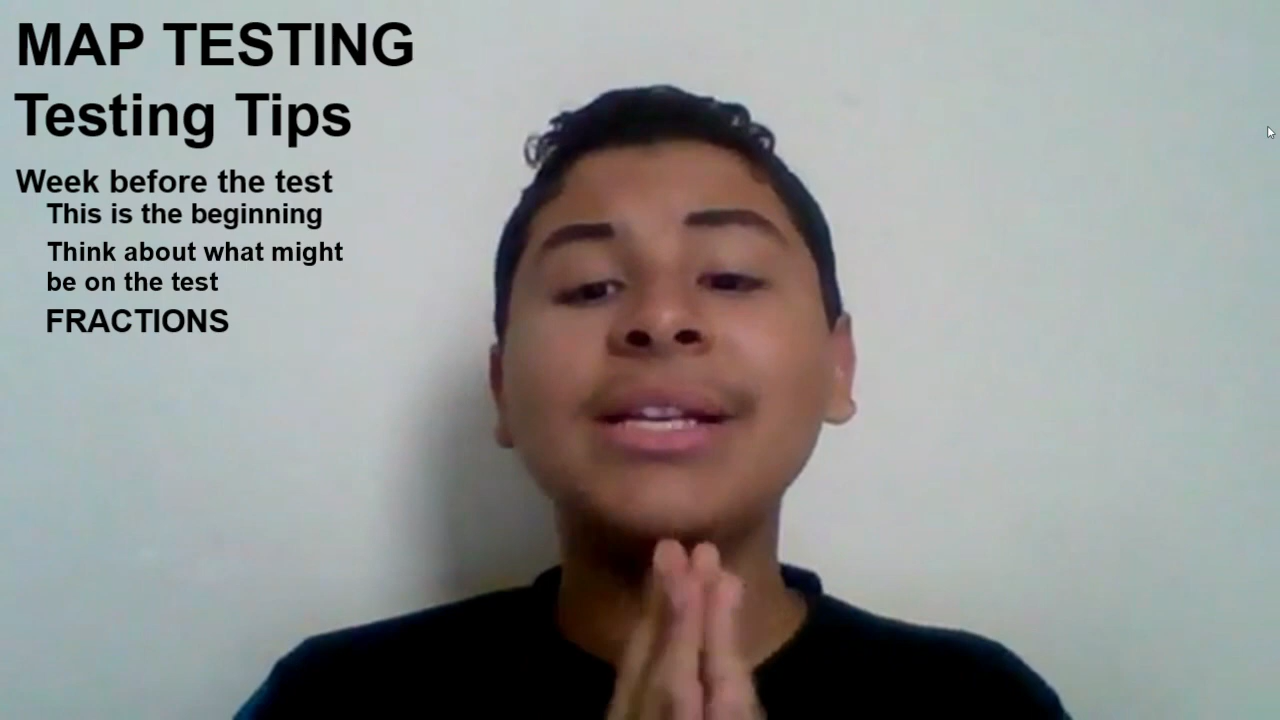 MAP TESTING
Testing Tips
Week before the test
This is the beginning
Think about what might
be on the test
FRACTIONS